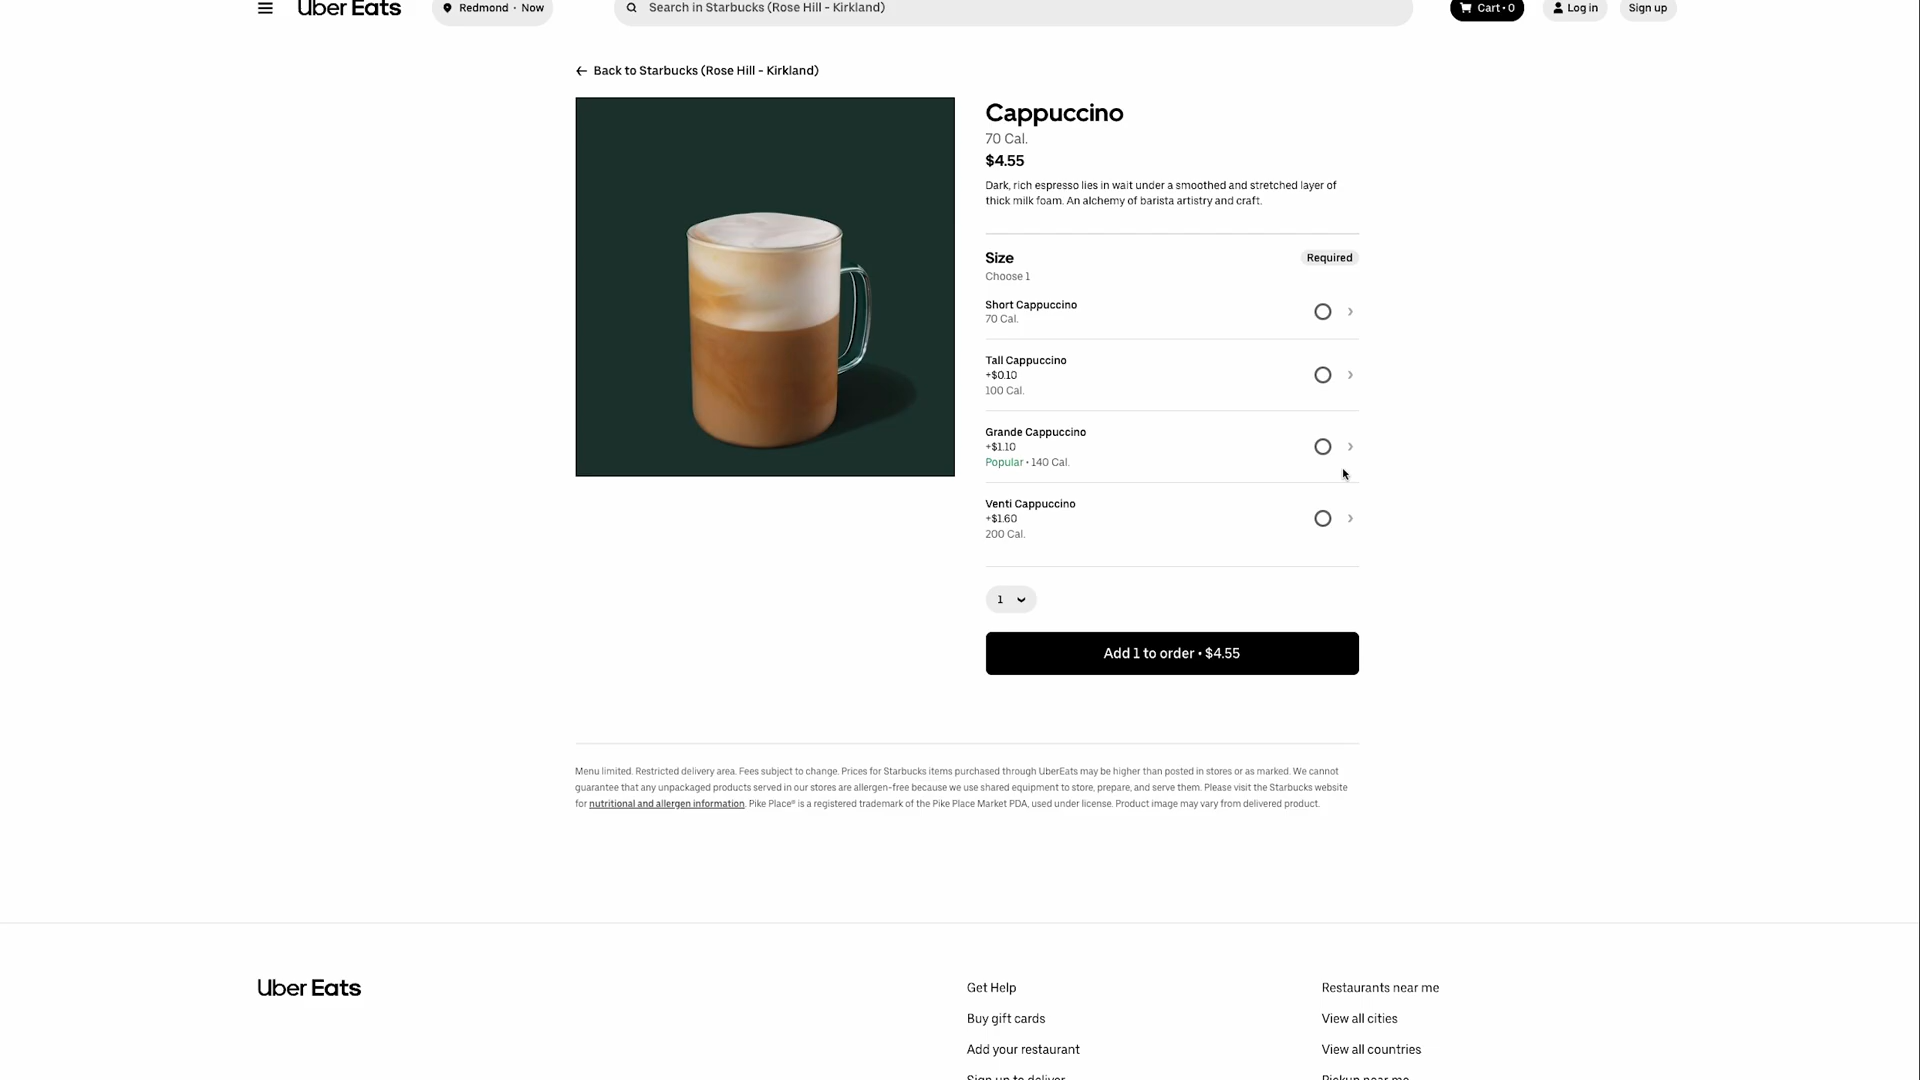 Uber Eats
Redmond · Now
Search in Starbucks (Rose Hill - Kirkland)
Cart • 0
Log in
Sign up
Back to Starbucks (Rose Hill - Kirkland)
Cappuccino
70 Cal.
$4.55
Dark, rich espresso lies in wait under a smoothed and stretched layer of
thick milk foam. An alchemy of barista artistry and craft.
Size
Required
Choose 1
Short Cappuccino
70 Cal.
Tall Cappuccino
+$0.10
100 Cal.
Grande Cappuccino
+$1.10
Popular • 140 Cal.
Venti Cappuccino
+$1.60
200 Cal.
1
Add 1 to order • $4.55
Menu limited. Restricted delivery area. Fees subject to change. Prices for Starbucks items purchased through UberEats may be higher than posted in stores or as marked. We cannot
guarantee that any unpackaged products served in our stores are allergen-free because we use shared equipment to store, prepare, and serve them. Please visit the Starbucks website
for nutritional and allergen information. Pike Place® is a registered trademark of the Pike Place Market PDA, used under license. Product image may vary from delivered product.
Uber Eats
Get Help
Restaurants near me
Buy gift cards
View all cities
Add your restaurant
View all countries
Sign up to deliver
Pickup near me